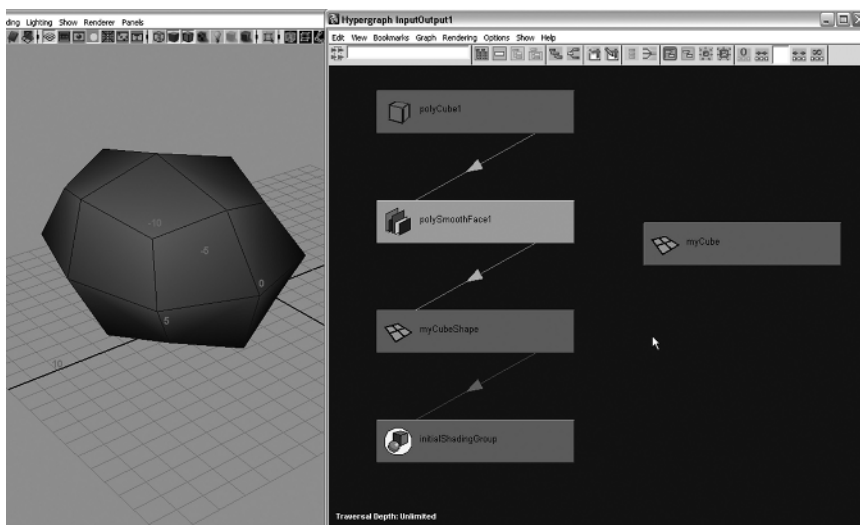 ding Lighting Show Renderer Panels
-10
-5
0
5
10
Hypergraph InputOutput1
Edit View Bookmarks Graph Rendering Options Show Help
polyCube1
polySmoothFace1
myCube
myCubeShape
initialShadingGroup
Traversal Depth: Unlimited